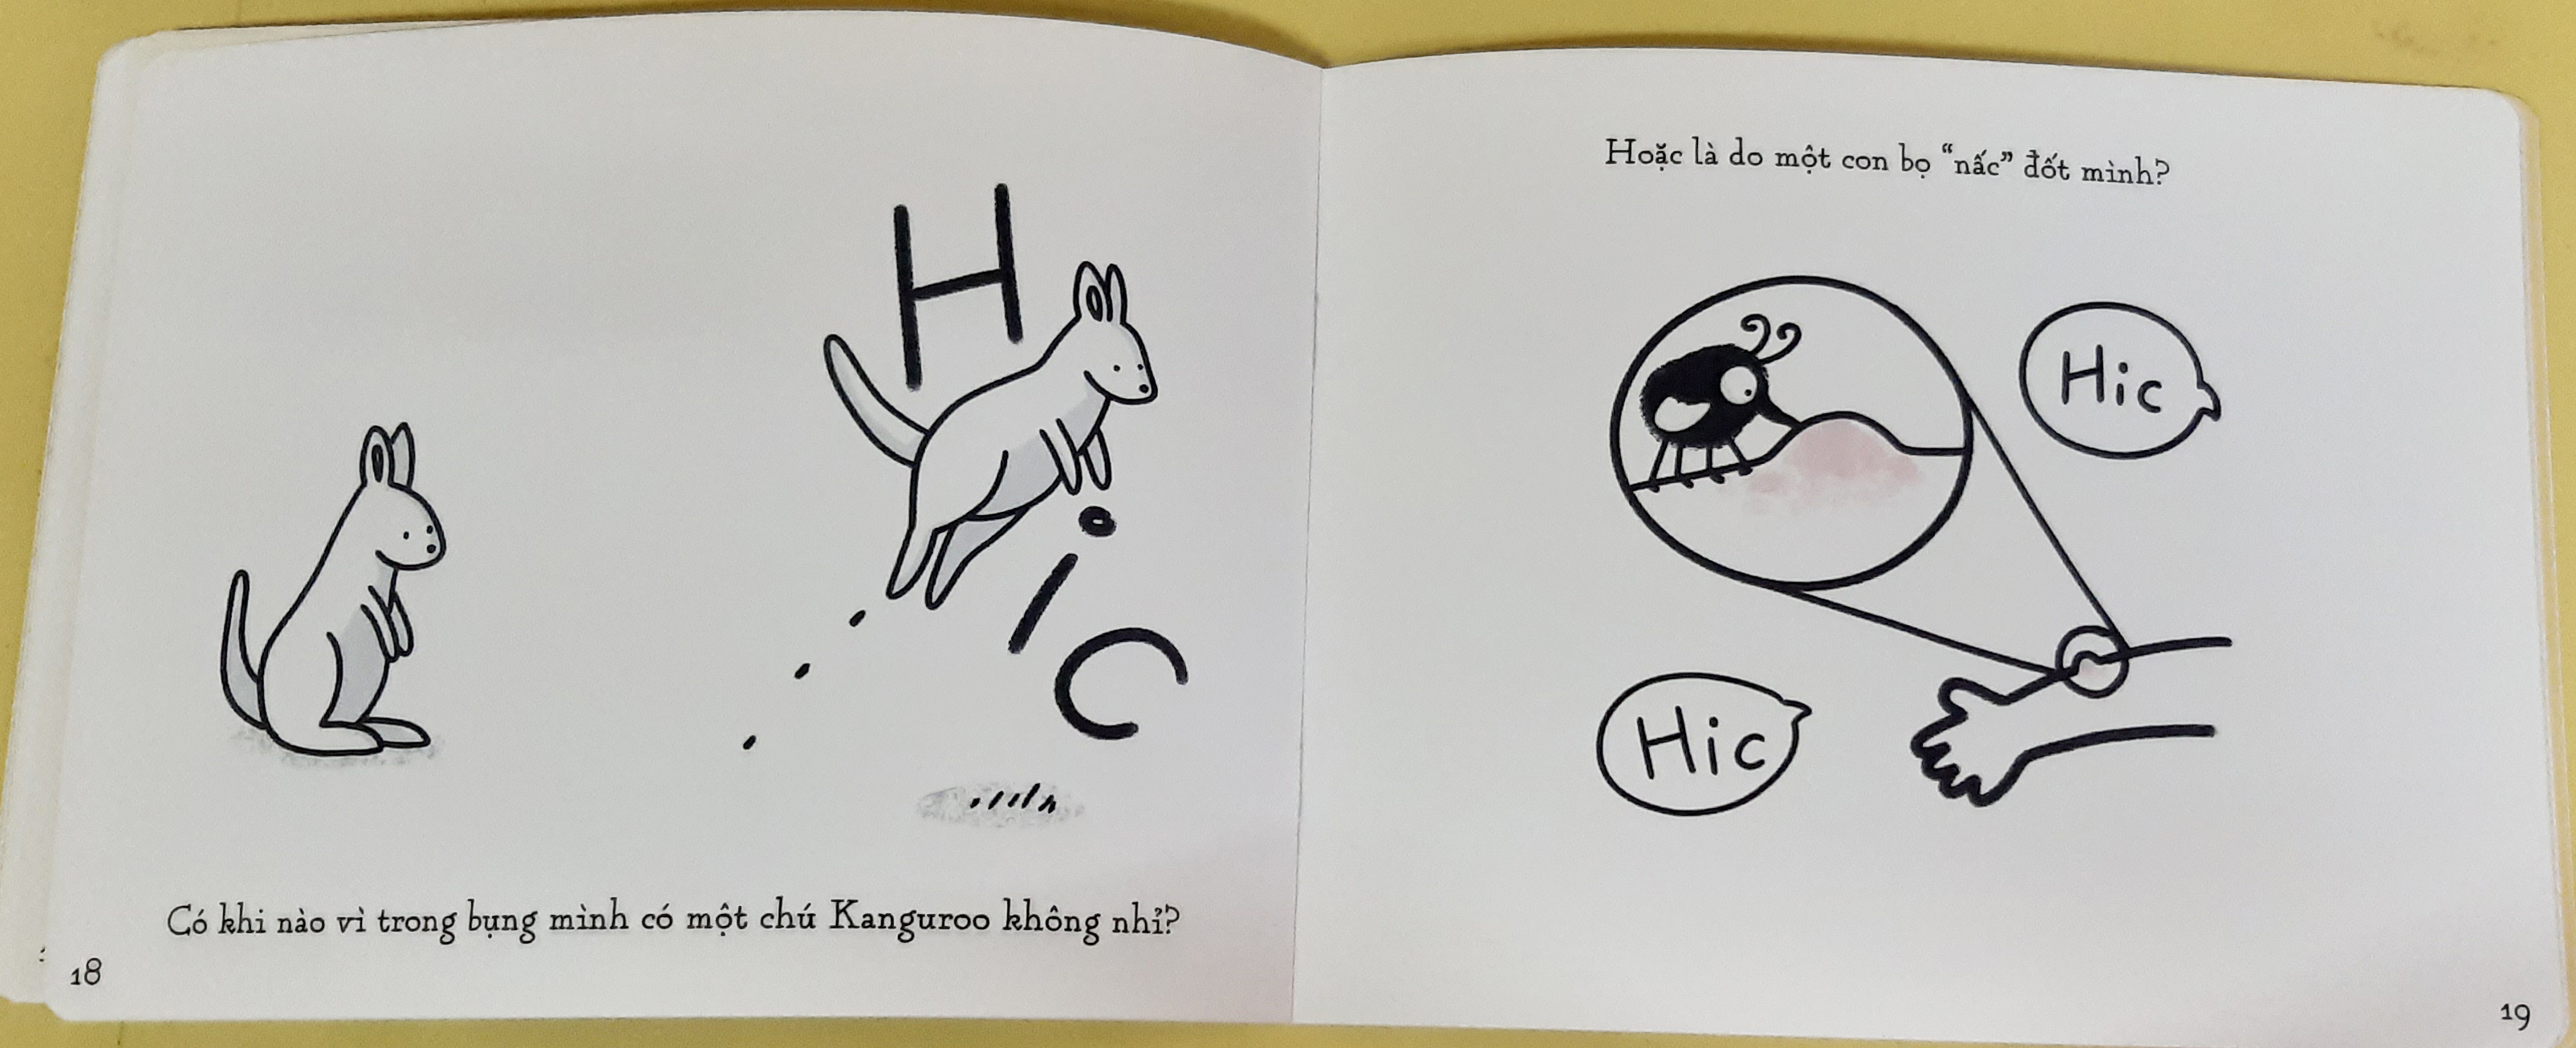 H
i
C
Có khi nào vì trong bụng mình có một chú Kanguroo không nhỉ?
18
Hoặc là do một con bọ “nấc” đốt mình?
Hic
Hic
19